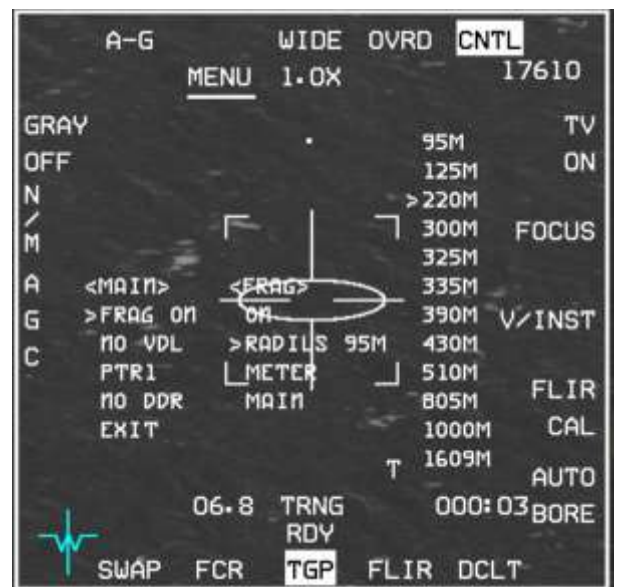 A-G WIDE OVRD CNTL
MENU 1.0X 17610
GRAY TV
95M
OFF 125M ON
N/M >220M
300M FOCUS
325M
A <MAIN> <FRAG> 335M
G >FRAG ON ON 390M V/INST
C NO VDL >RADILS 95M 430M
PTR1 METER 510M FLIR
NO DDR MAIN 805M
EXIT 1000M CAL
T 1609M AUTO
06.8 TRNG 000:03 BORE
RDY
SWAP FCR TGP FLIR DCLT